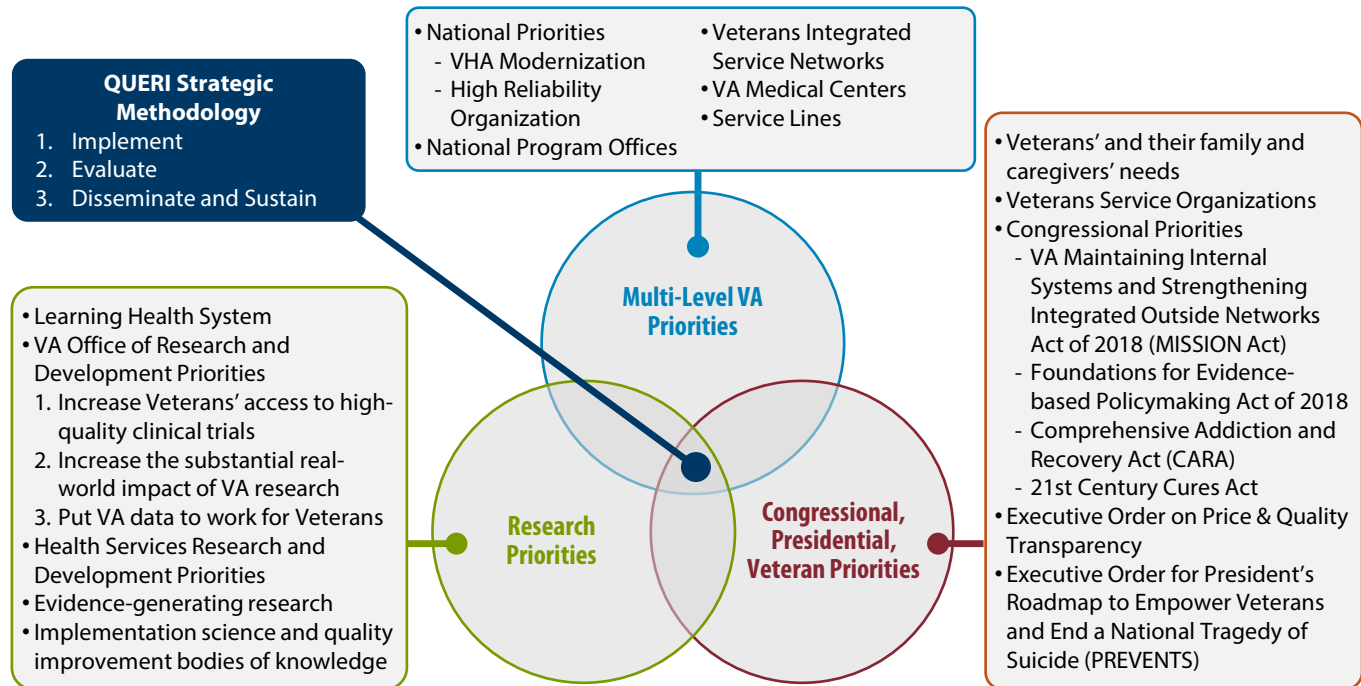 QUERI Strategic
Methodology
1. Implement
2. Evaluate
3. Disseminate and Sustain
• National Priorities
- VHA Modernization
- High Reliability
Organization
• National Program Offices
• Veterans Integrated
Service Networks
• VA Medical Centers
• Service Lines
• Veterans’ and their family and
caregivers’ needs
• Veterans Service Organizations
• Congressional Priorities
- VA Maintaining Internal
Systems and Strengthening
Integrated Outside Networks
Act of 2018 (MISSION Act)
- Foundations for Evidence-
based Policymaking Act of 2018
- Comprehensive Addiction and
Recovery Act (CARA)
- 21st Century Cures Act
• Executive Order on Price & Quality
Transparency
• Executive Order for President’s
Roadmap to Empower Veterans
and End a National Tragedy of
Suicide (PREVENTS)
• Learning Health System
• VA Office of Research and
Development Priorities
1. Increase Veterans’ access to high-
quality clinical trials
2. Increase the substantial real-
world impact of VA research
3. Put VA data to work for Veterans
• Health Services Research and
Development Priorities
• Evidence-generating research
• Implementation science and quality
improvement bodies of knowledge
Multi-Level VA
Priorities
Research
Priorities
Congressional,
Presidential,
Veteran Priorities